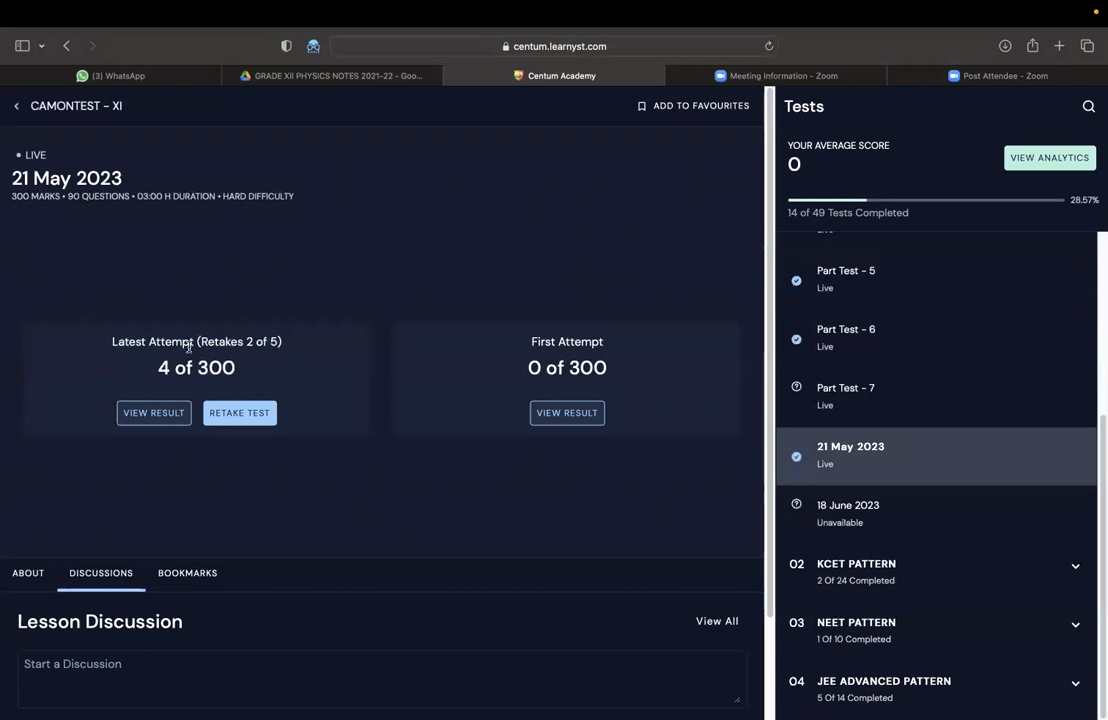 centum.learnyst.com
(3) WhatsApp
GRADE XII PHYSICS NOTES 2021-22 - Goo...
Centum Academy
Meeting Information - Zoom
Post Attendee - Zoom
CAMONTEST - XI
ADD TO FAVOURITES
LIVE
21 May 2023
300 MARKS • 90 QUESTIONS • 03:00 H DURATION • HARD DIFFICULTY
Latest Attempt (Retakes 2 of 5)
4 of 300
VIEW RESULT
RETAKE TEST
First Attempt
0 of 300
VIEW RESULT
ABOUT
DISCUSSIONS
BOOKMARKS
Lesson Discussion
View All
Start a Discussion
Tests
YOUR AVERAGE SCORE
0
VIEW ANALYTICS
28.57%
14 of 49 Tests Completed
Part Test - 5
Live
Part Test - 6
Live
Part Test - 7
Live
21 May 2023
Live
18 June 2023
Unavailable
02 KCET PATTERN
2 Of 24 Completed
03 NEET PATTERN
1 Of 10 Completed
04 JEE ADVANCED PATTERN
5 Of 14 Completed